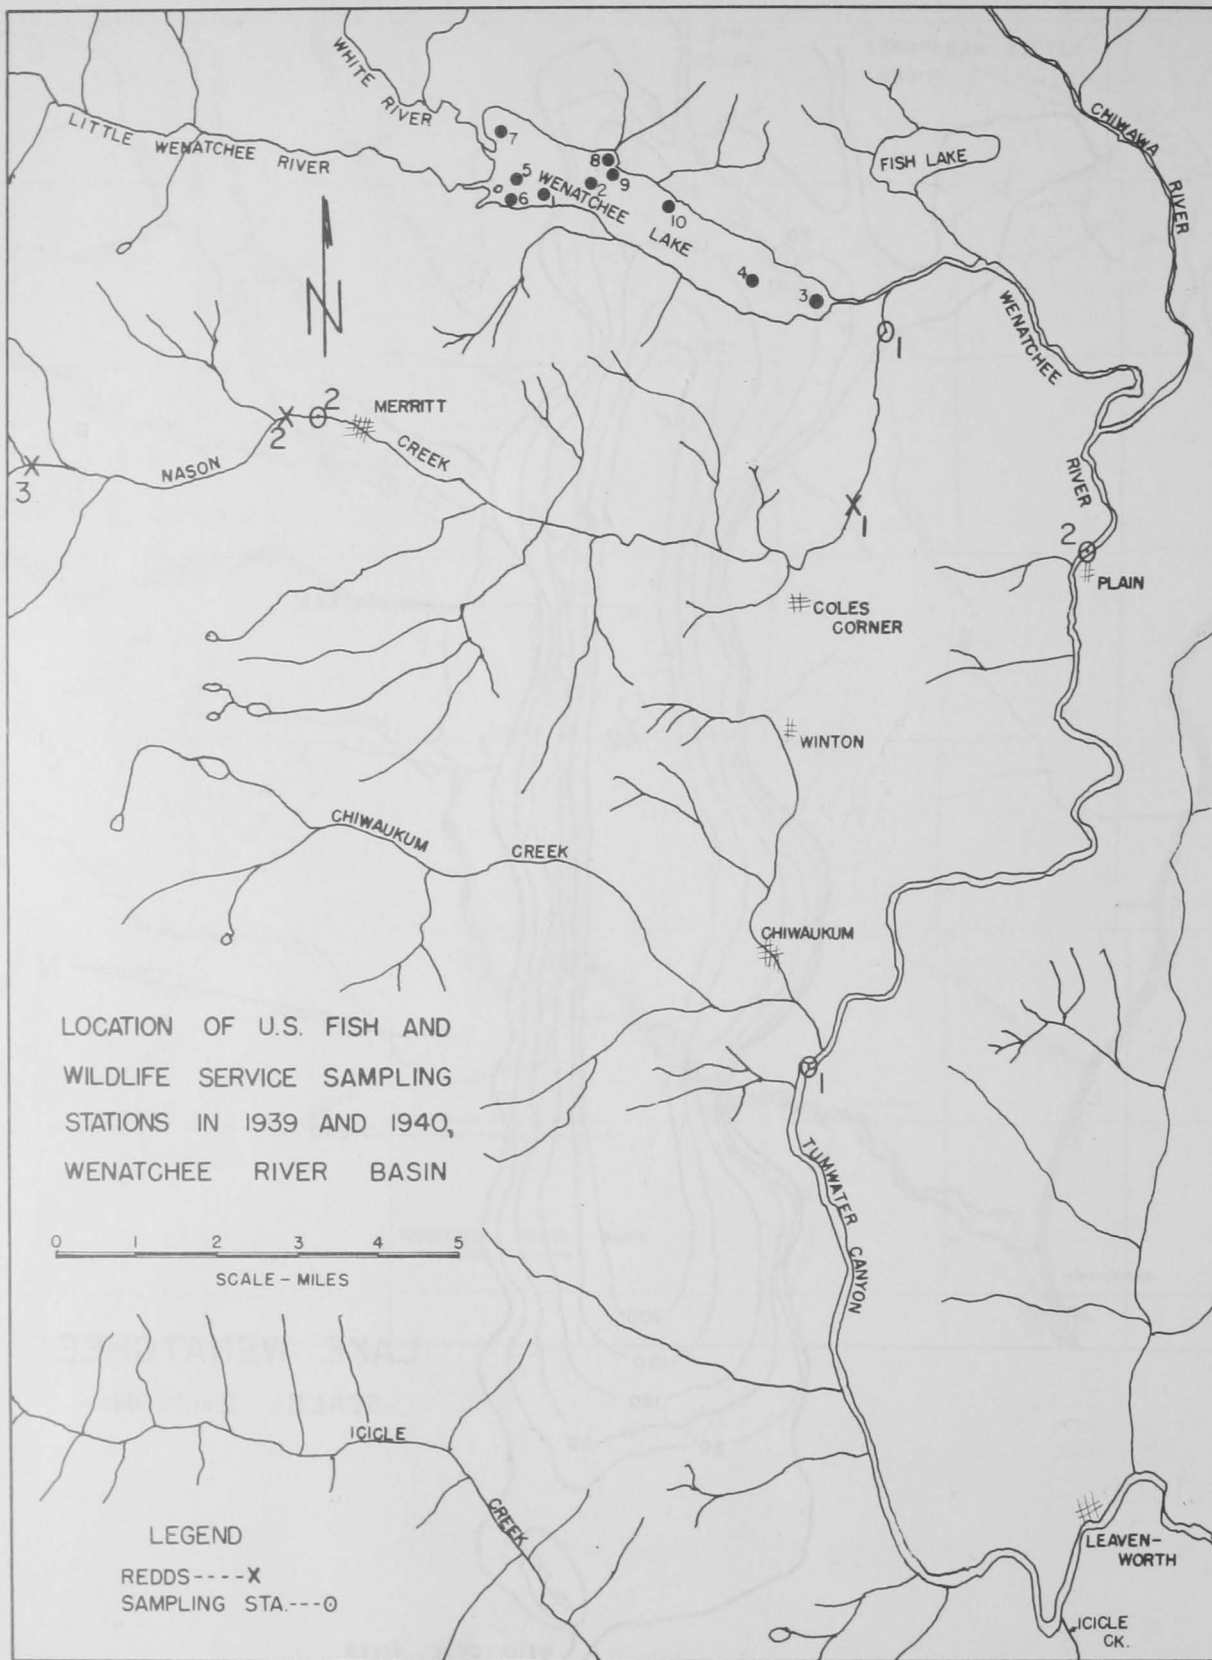 WHITE RIVER
LITTLE WENATCHEE RIVER
CHIWAWA RIVER
FISH LAKE
7
8
5
2
9
6
1
10
WENATCHEE LAKE
4
3
N
WENATCHEE RIVER
1
2
MERRITT
2
NASON CREEK
3
1
2
PLAIN
COLES
CORNER
WINTON
CHIWAUKUM CREEK
CHIWAUKUM
LOCATION OF U.S. FISH AND
WILDLIFE SERVICE SAMPLING
STATIONS IN 1939 AND 1940,
WENATCHEE RIVER BASIN
1
TUMWATER CANYON
0 1 2 3 4 5
SCALE – MILES
ICICLE CREEK
LEGEND
REDDS----X
SAMPLING STA.---⊙
LEAVEN-
WORTH
ICICLE
CK.